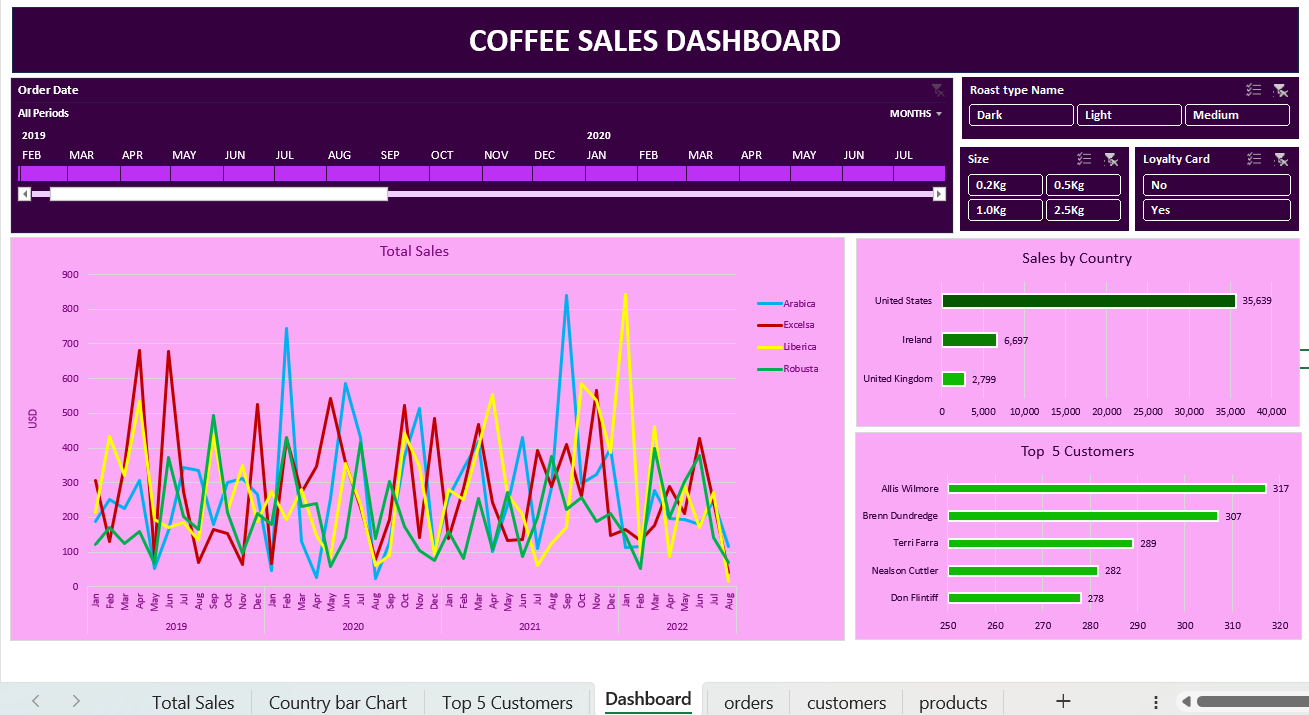 COFFEE SALES DASHBOARD
Order Date
All Periods
MONTHS
2019 2020
FEB MAR APR MAY JUN JUL AUG SEP OCT NOV DEC JAN FEB MAR APR MAY JUN JUL
Roast type Name
Dark Light Medium
Size
0.2Kg 0.5Kg
1.0Kg 2.5Kg
Loyalty Card
No
Yes
Total Sales
USD
900
800
700
600
500
400
300
200
100
0
Jan Feb Mar Apr May Jun Jul Aug Sep Oct Nov Dec Jan Feb Mar Apr May Jun Jul Aug Sep Oct Nov Dec Jan Feb Mar Apr May Jun Jul Aug Sep Oct Nov Dec Jan Feb Mar Apr May Jun Jul Aug
2019 2020 2021 2022
Arabica
Excelsa
Liberica
Robusta
Sales by Country
United States 35,639
Ireland 6,697
United Kingdom 2,799
0 5,000 10,000 15,000 20,000 25,000 30,000 35,000 40,000
Top 5 Customers
Allis Wilmore 317
Brenn Dundredge 307
Terri Farra 289
Nealson Cuttler 282
Don Flintiff 278
250 260 270 280 290 300 310 320
Total Sales Country bar Chart Top 5 Customers Dashboard orders customers products